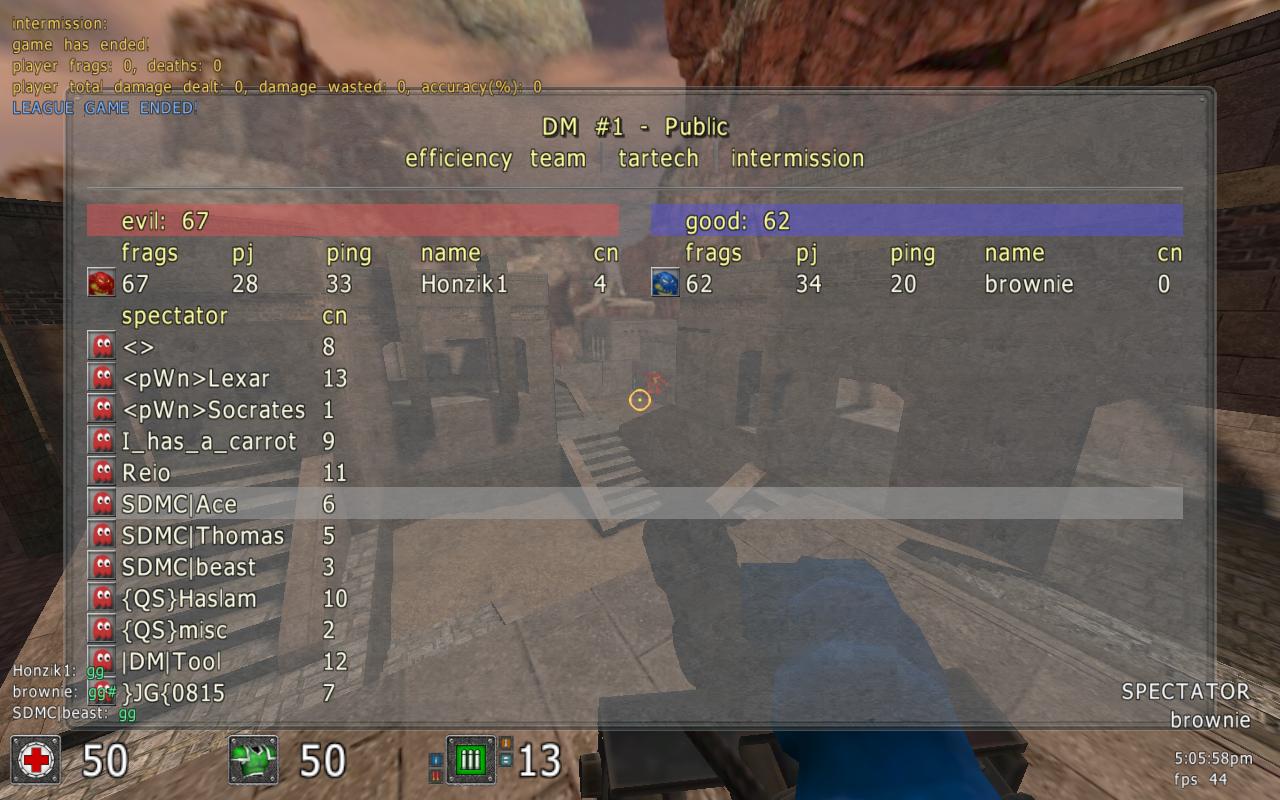 intermission:
game has ended!
player frags: 0, deaths: 0
player total damage dealt: 0, damage wasted: 0, accuracy(%): 0
LEAGUE GAME ENDED!
DM #1 - Public
efficiency team tartech intermission
evil: 67 good: 62
frags pj ping name cn frags pj ping name cn
67 28 33 Honzik1 4 62 34 20 brownie 0
spectator cn
<> 8
<pWn>Lexar 13
<pWn>Socrates 1
I_has_a_carrot 9
Reio 11
SDMC|Ace 6
SDMC|Thomas 5
SDMC|beast 3
{QS}Haslam 10
{QS}misc 2
|DM|Tool 12
}JG{0815 7
Honzik1: gg
brownie: gg#
SDMC|beast: gg
SPECTATOR
brownie
50 50 13
5:05:58pm
fps 44